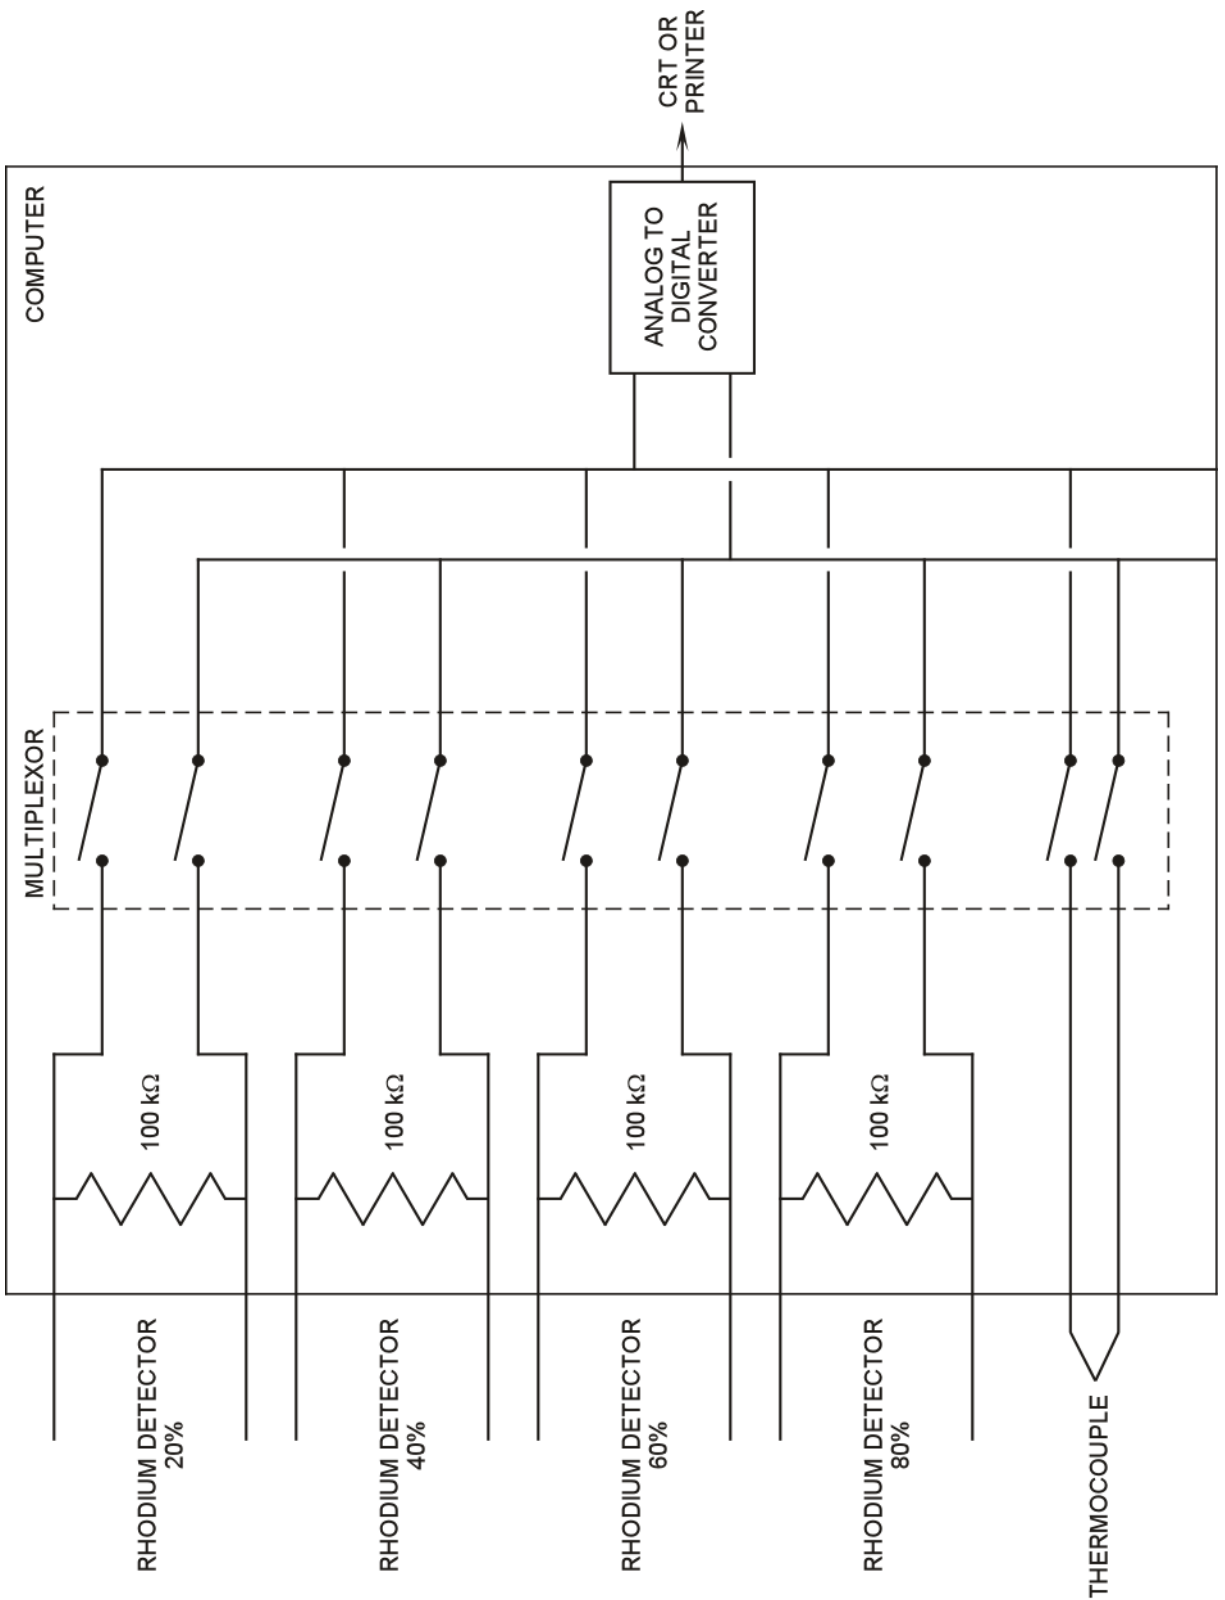 COMPUTER
CRT OR
PRINTER
ANALOG TO
DIGITAL
CONVERTER
MULTIPLEXOR
100 kΩ
100 kΩ
100 kΩ
100 kΩ
RHODIUM DETECTOR
20%
RHODIUM DETECTOR
40%
RHODIUM DETECTOR
60%
RHODIUM DETECTOR
80%
THERMOCOUPLE